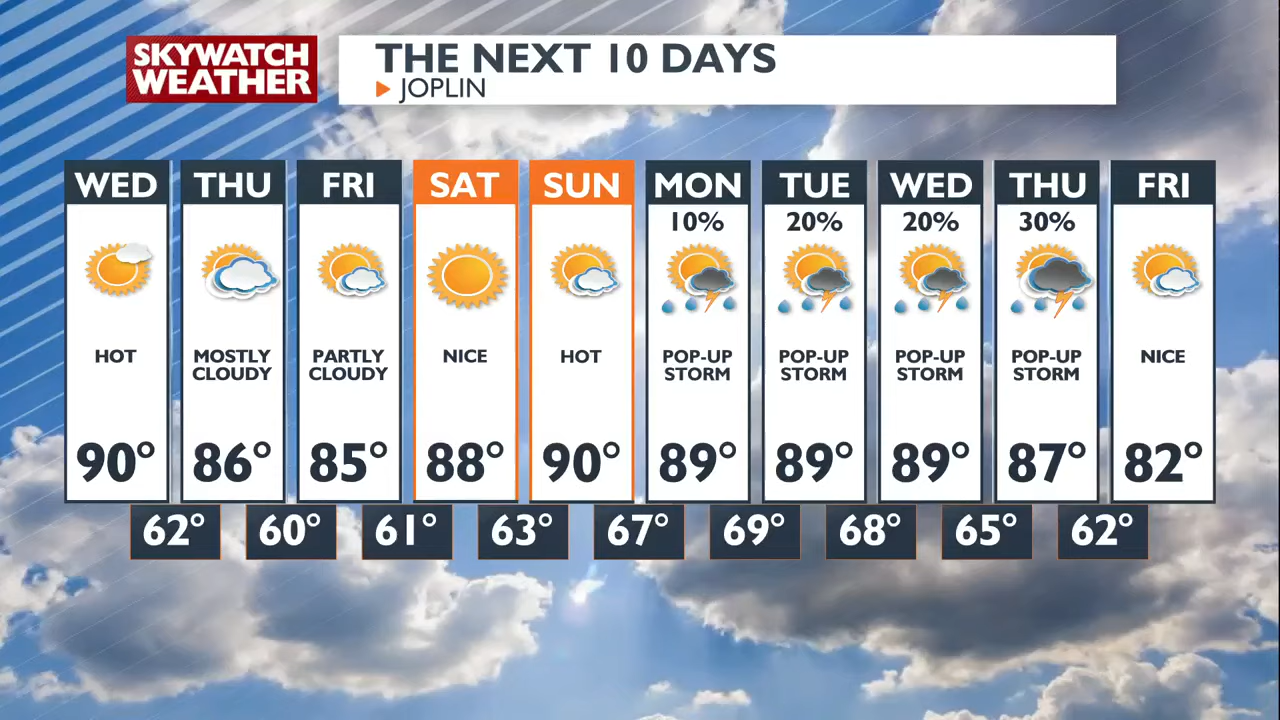 SKYWATCH
WEATHER
THE NEXT 10 DAYS
JOPLIN
WED THU FRI SAT SUN MON TUE WED THU FRI
10% 20% 20% 30%
HOT
MOSTLY
CLOUDY
PARTLY
CLOUDY
NICE
HOT
POP-UP
STORM
POP-UP
STORM
POP-UP
STORM
POP-UP
STORM
NICE
90° 86° 85° 88° 90° 89° 89° 89° 87° 82°
62° 60° 61° 63° 67° 69° 68° 65° 62°